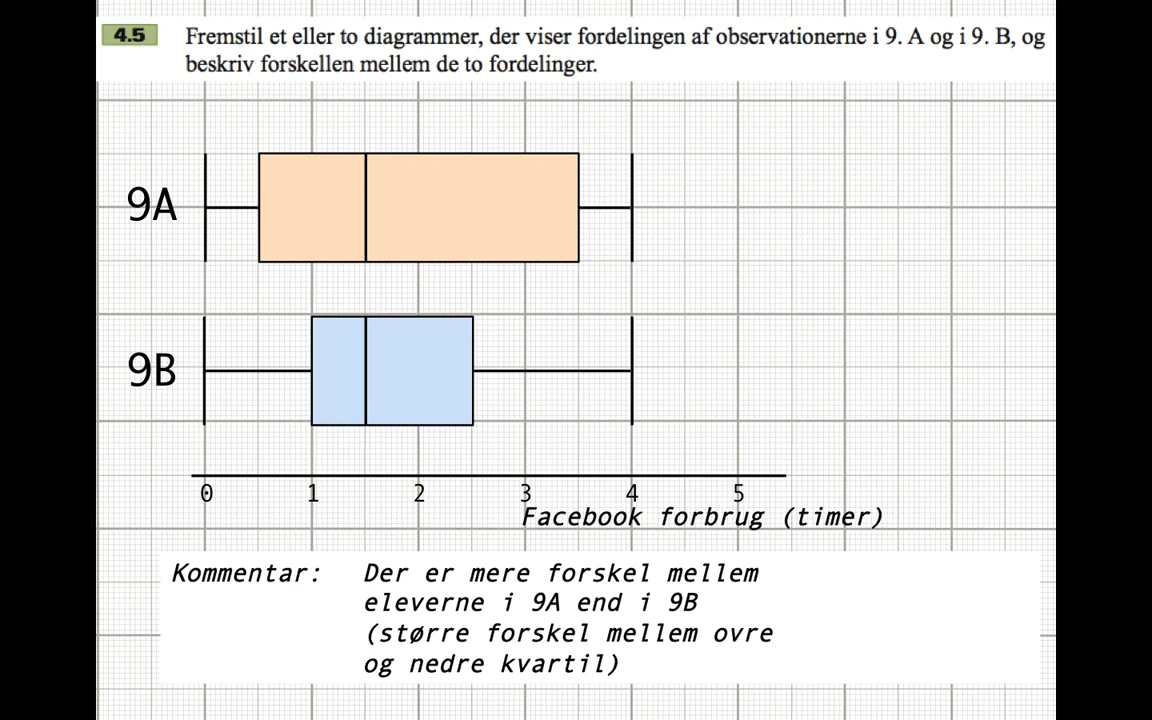 4.5 Fremstil et eller to diagrammer, der viser fordelingen af observationerne i 9. A og i 9. B, og
beskriv forskellen mellem de to fordelinger.
9A
9B
0 1 2 3 4 5
Facebook forbrug (timer)
Kommentar: Der er mere forskel mellem
eleverne i 9A end i 9B
(større forskel mellem ovre
og nedre kvartil)